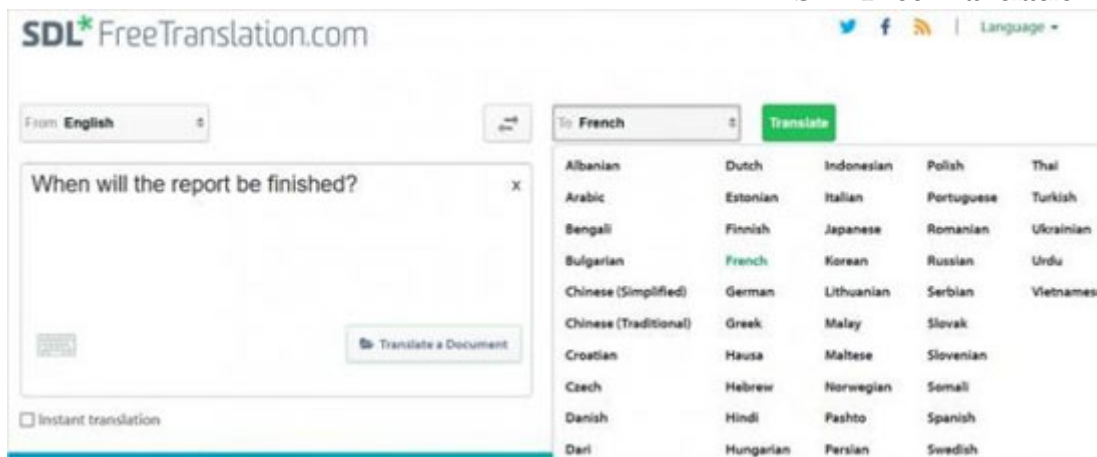 SDL* FreeTranslation.com
Language
From English
To French
Translate
When will the report be finished?
x
Translate a Document
Instant translation
Albanian Dutch Indonesian Polish Thai
Arabic Estonian Italian Portuguese Turkish
Bengali Finnish Japanese Romanian Ukrainian
Bulgarian French Korean Russian Urdu
Chinese (Simplified) German Lithuanian Serbian Vietnames
Chinese (Traditional) Greek Malay Slovak
Croatian Hausa Maltese Slovenian
Czech Hebrew Norwegian Somali
Danish Hindi Pashto Spanish
Dari Hungarian Persian Swedish